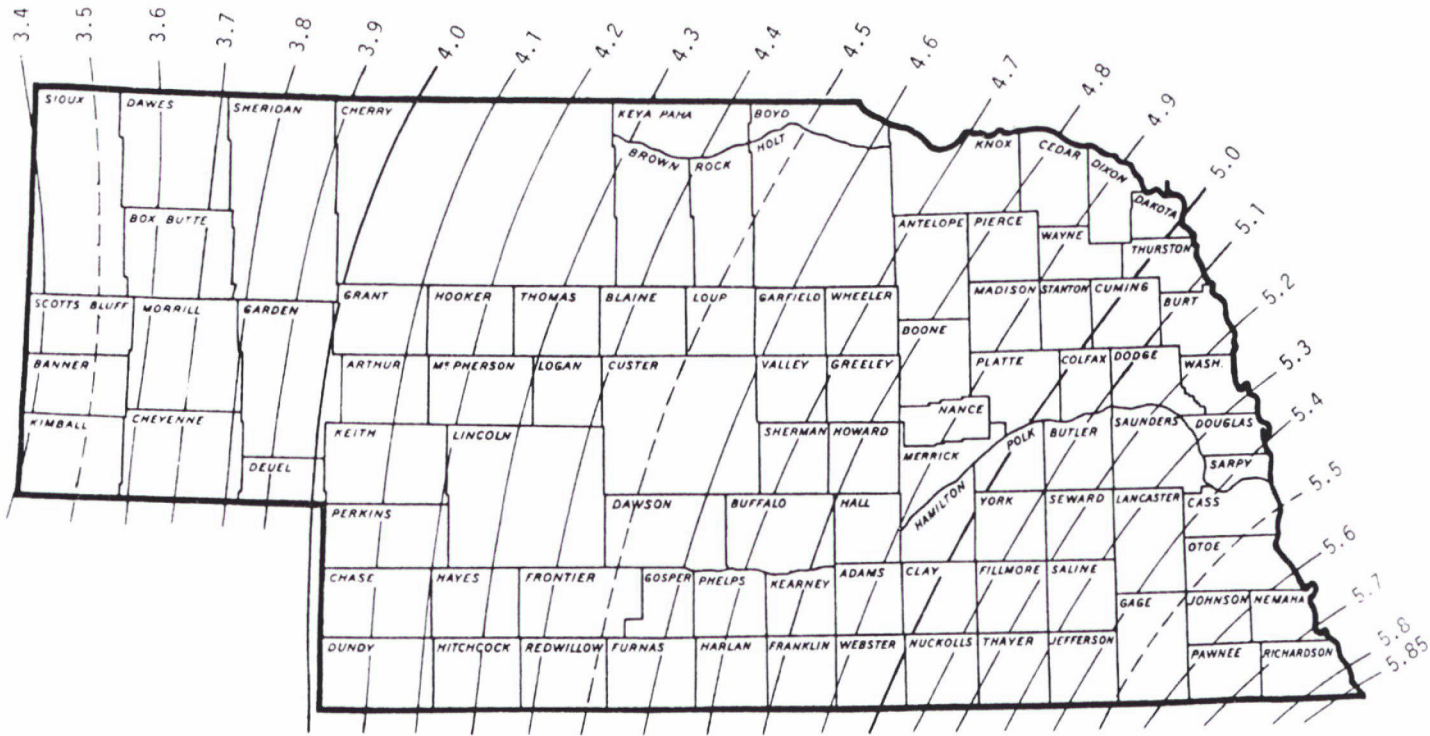 3.4
3.5
3.6
3.7
3.8
3.9
4.0
4.1
4.2
4.3
4.4
4.5
4.6
4.7
4.8
4.9
5.0
5.1
5.2
5.3
5.4
5.5
5.6
5.7
5.8
5.85
SIOUX
DAWES
SHERIDAN
CHERRY
KEYA PAHA
BOYD
BROWN
ROCK
HOLT
KNOX
CEDAR
DIXON
DAKOTA
BOX BUTTE
ANTELOPE
PIERCE
WAYNE
THURSTON
SCOTTS BLUFF
MORRILL
GARDEN
GRANT
HOOKER
THOMAS
BLAINE
LOUP
GARFIELD
WHEELER
BOONE
MADISON
STANTON
CUMING
BURT
BANNER
ARTHUR
McPHERSON
LOGAN
CUSTER
VALLEY
GREELEY
PLATTE
COLFAX
DODGE
WASH.
KIMBALL
CHEYENNE
DEUEL
KEITH
LINCOLN
SHERMAN
HOWARD
NANCE
MERRICK
POLK
BUTLER
SAUNDERS
DOUGLAS
SARPY
PERKINS
DAWSON
BUFFALO
HALL
HAMILTON
YORK
SEWARD
LANCASTER
CASS
OTOE
CHASE
HAYES
FRONTIER
GOSPER
PHELPS
KEARNEY
ADAMS
CLAY
FILLMORE
SALINE
GAGE
JOHNSON
NEMAHA
DUNDY
HITCHCOCK
REDWILLOW
FURNAS
HARLAN
FRANKLIN
WEBSTER
NUCKOLLS
THAYER
JEFFERSON
PAWNEE
RICHARDSON